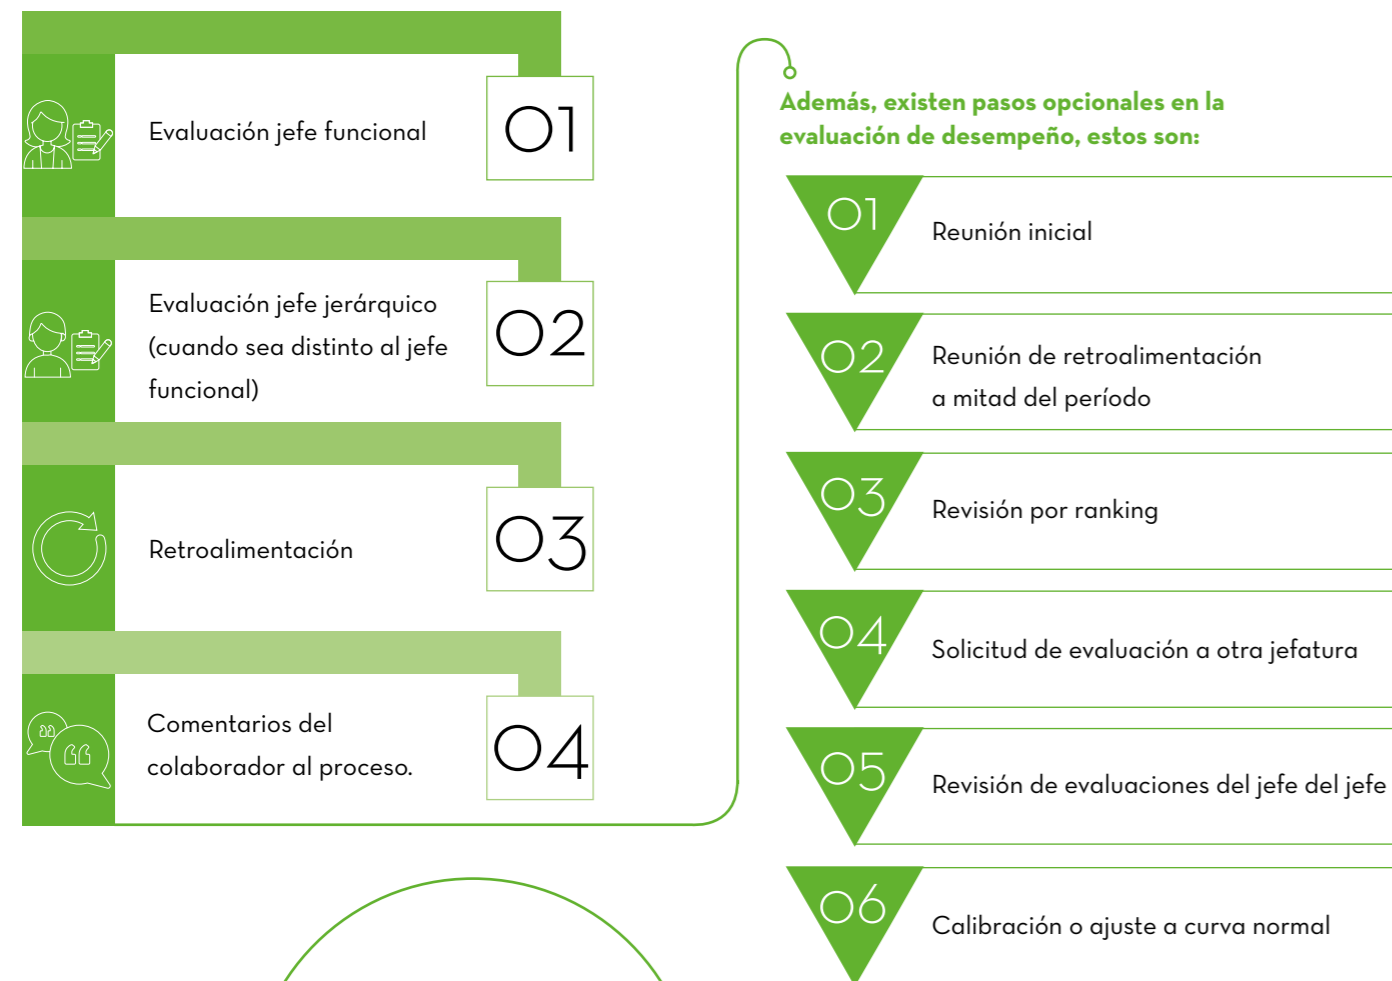 Evaluación jefe funcional
01
Evaluación jefe jerárquico
(cuando sea distinto al jefe
funcional)
02
Retroalimentación
03
Comentarios del
colaborador al proceso.
04
Además, existen pasos opcionales en la
evaluación de desempeño, estos son:
01
Reunión inicial
02
Reunión de retroalimentación
a mitad del período
03
Revisión por ranking
04
Solicitud de evaluación a otra jefatura
05
Revisión de evaluaciones del jefe del jefe
06
Calibración o ajuste a curva normal